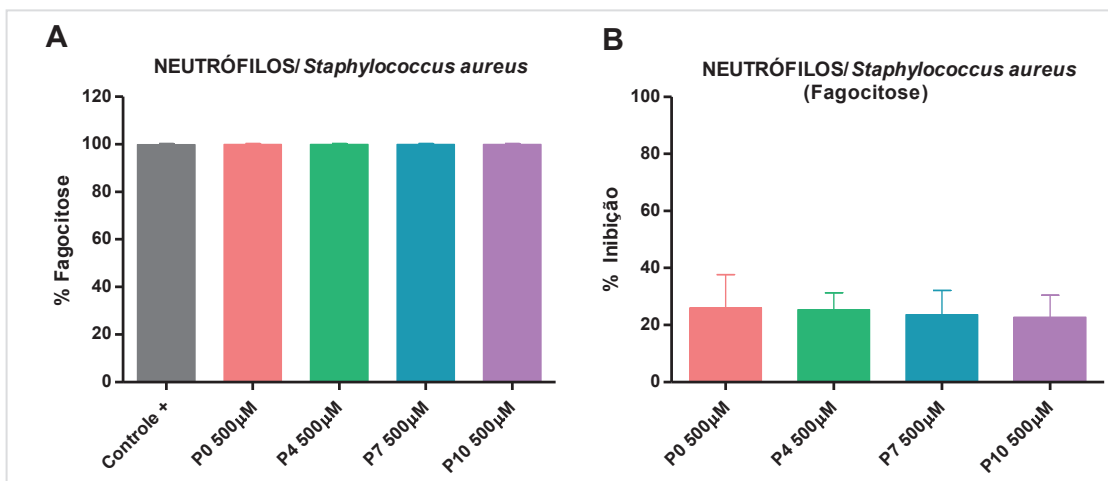 A
NEUTRÓFILOS/ Staphylococcus aureus
% Fagocitose
120
100
80
60
40
20
0
Controle +
P0 500µM
P4 500µM
P7 500µM
P10 500µM
B
NEUTRÓFILOS/ Staphylococcus aureus
(Fagocitose)
% Inibição
100
80
60
40
20
0
P0 500µM
P4 500µM
P7 500µM
P10 500µM